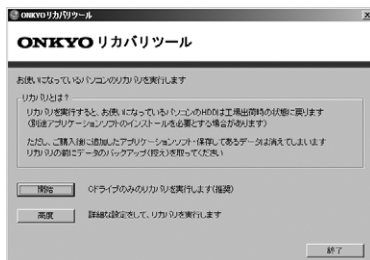 ONKYOリカバリツール
ONKYO リカバリツール
お使いになっているパソコンのリカバリを実行します
リカバリとは?
リカバリを実行すると、お使いになっているパソコンのHDDは工場出荷時の状態に戻ります
(別途アプリケーションソフトのインストールを必要とする場合があります)
ただし、ご購入後に追加したアプリケーションソフト・保存してあるデータは消えてしまいます
リカバリの前にデータのバックアップ(控え)を取ってください
開始
Cドライブのみのリカバリを実行します(推奨)
高度
詳細な設定をして、リカバリを実行します
終了